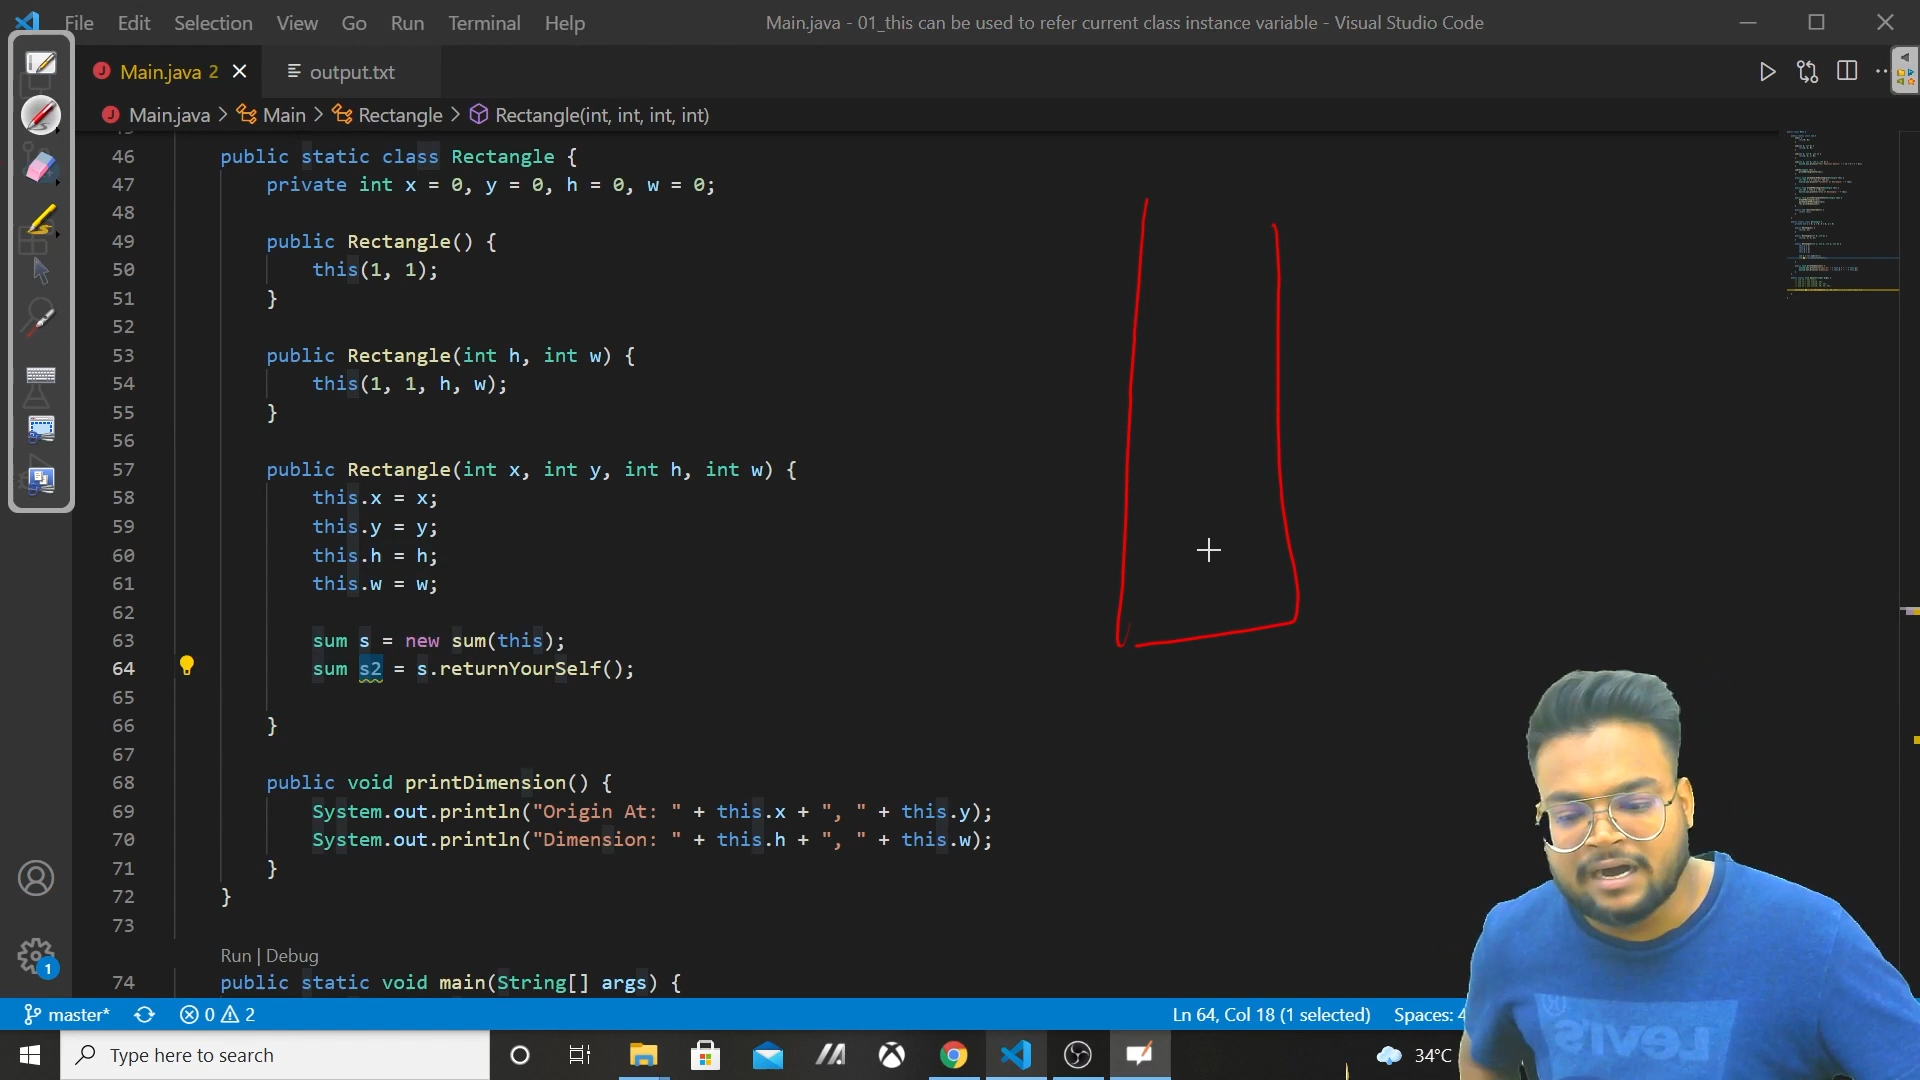 File Edit Selection View Go Run Terminal Help Main.java - 01_this can be used to refer current class instance variable - Visual Studio Code
Main.java 2 output.txt
Main.java > Main > Rectangle > Rectangle(int, int, int, int)
46 public static class Rectangle {
47 private int x = 0, y = 0, h = 0, w = 0;
48
49 public Rectangle() {
50 this(1, 1);
51 }
52
53 public Rectangle(int h, int w) {
54 this(1, 1, h, w);
55 }
56
57 public Rectangle(int x, int y, int h, int w) {
58 this.x = x;
59 this.y = y;
60 this.h = h;
61 this.w = w;
62
63 sum s = new sum(this);
64 sum s2 = s.returnYourSelf();
65
66 }
67
68 public void printDimension() {
69 System.out.println("Origin At: " + this.x + ", " + this.y);
70 System.out.println("Dimension: " + this.h + ", " + this.w);
71 }
72 }
73
Run | Debug
74 public static void main(String[] args) {
1
master* 0 2 Ln 64, Col 18 (1 selected) Spaces: 4
Type here to search 34°C
LEVI'S